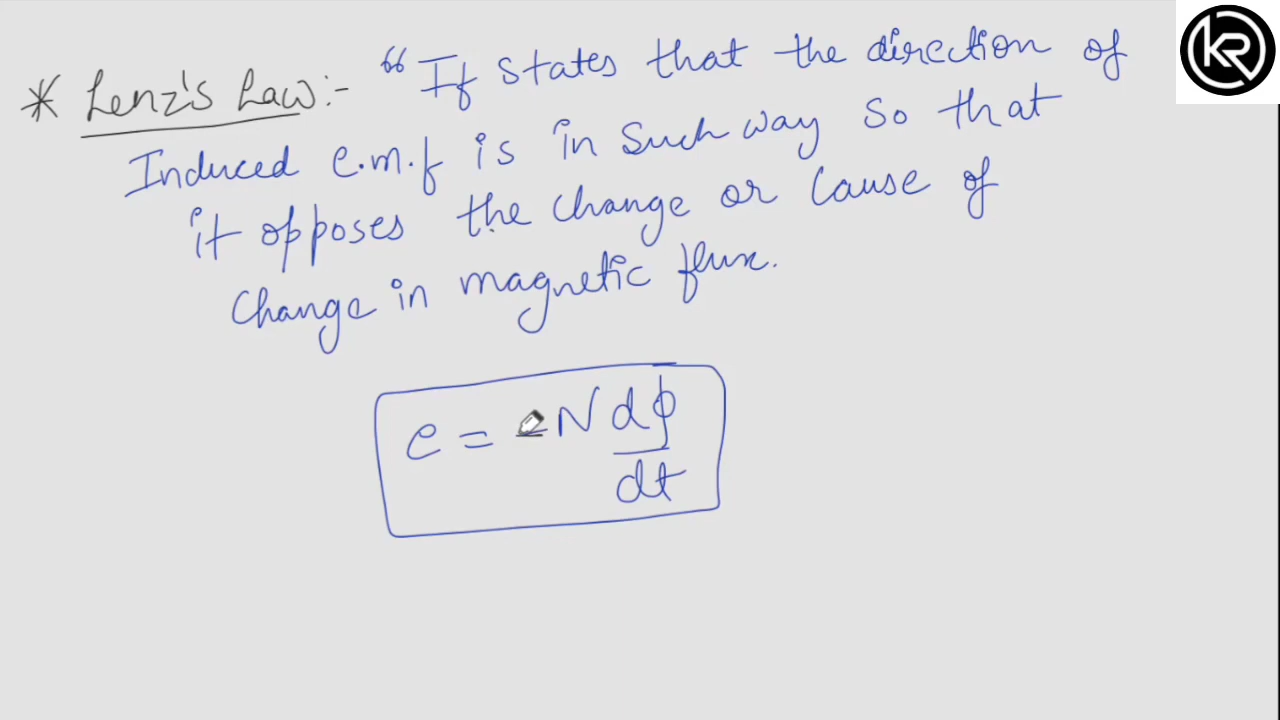 KR
* Lenz's Law:- "It states that the direction of
Induced e.m.f is in such way so that
it opposes the change or cause of
change in magnetic flux.
e = - N dϕ
dt